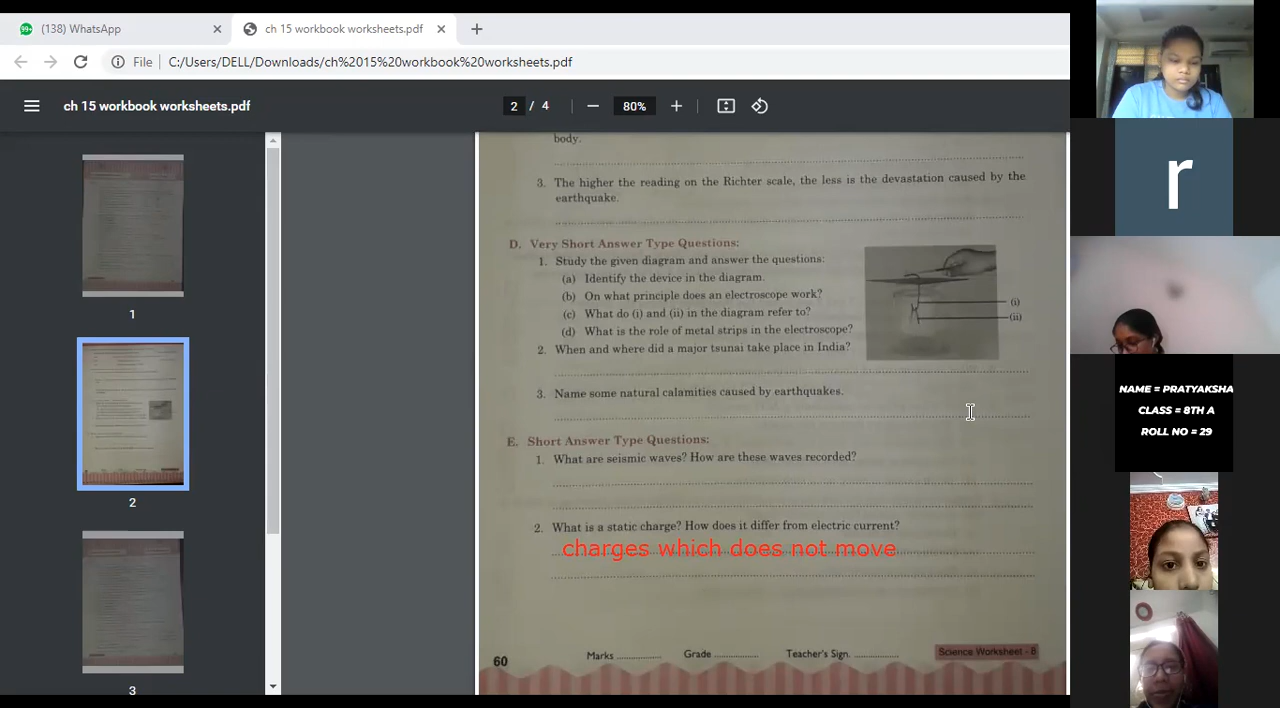 (138) WhatsApp
ch 15 workbook worksheets.pdf
File
C:/Users/DELL/Downloads/ch%2015%20workbook%20worksheets.pdf
ch 15 workbook worksheets.pdf
2 / 4
80%
1
2
3
body.
3. The higher the reading on the Richter scale, the less is the devastation caused by the
earthquake.
D. Very Short Answer Type Questions:
1. Study the given diagram and answer the questions:
(a) Identify the device in the diagram.
(b) On what principle does an electroscope work?
(c) What do (i) and (ii) in the diagram refer to?
(d) What is the role of metal strips in the electroscope?
(i)
(ii)
2. When and where did a major tsunai take place in India?
3. Name some natural calamities caused by earthquakes.
E. Short Answer Type Questions:
1. What are seismic waves? How are these waves recorded?
2. What is a static charge? How does it differ from electric current?
charges which does not move
60
Marks
Grade
Teacher's Sign.
Science Worksheet - 8
r
NAME = PRATYAKSHA
CLASS = 8TH A
ROLL NO = 29